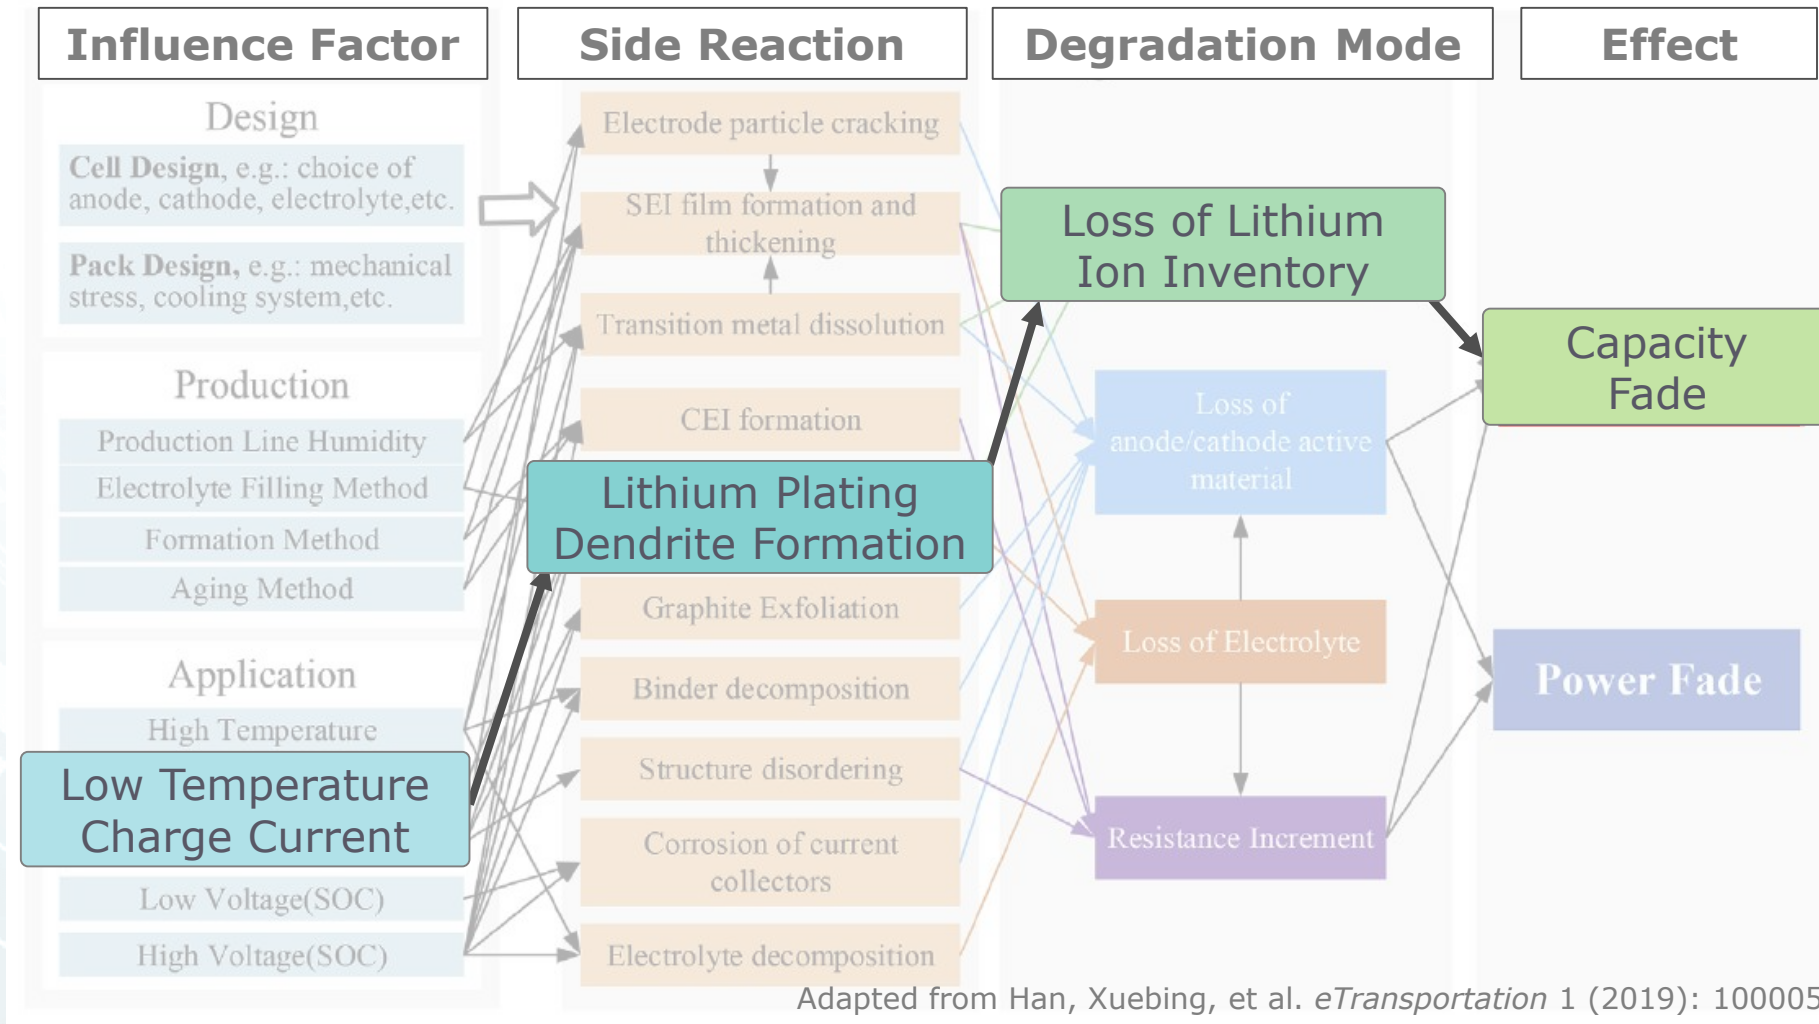 Influence Factor
Side Reaction
Degradation Mode
Effect
Design
Cell Design, e.g.: choice of
anode, cathode, electrolyte,etc.
Pack Design, e.g.: mechanical
stress, cooling system,etc.
Production
Production Line Humidity
Electrolyte Filling Method
Formation Method
Aging Method
Application
High Temperature
Low Temperature
Charge Current
Low Voltage(SOC)
High Voltage(SOC)
Electrode particle cracking
SEI film formation and
thickening
Transition metal dissolution
CEI formation
Lithium Plating
Dendrite Formation
Graphite Exfoliation
Binder decomposition
Structure disordering
Corrosion of current
collectors
Electrolyte decomposition
Loss of Lithium
Ion Inventory
Loss of
anode/cathode active
material
Loss of Electrolyte
Resistance Increment
Capacity
Fade
Power Fade
Adapted from Han, Xuebing, et al. eTransportation 1 (2019): 100005